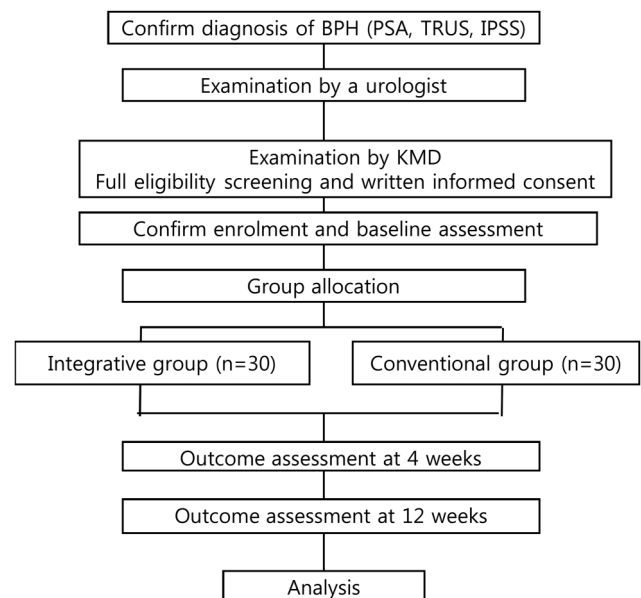 Confirm diagnosis of BPH (PSA, TRUS, IPSS)
Examination by a urologist
Examination by KMD
Full eligibility screening and written informed consent
Confirm enrolment and baseline assessment
Group allocation
Integrative group (n=30)
Conventional group (n=30)
Outcome assessment at 4 weeks
Outcome assessment at 12 weeks
Analysis